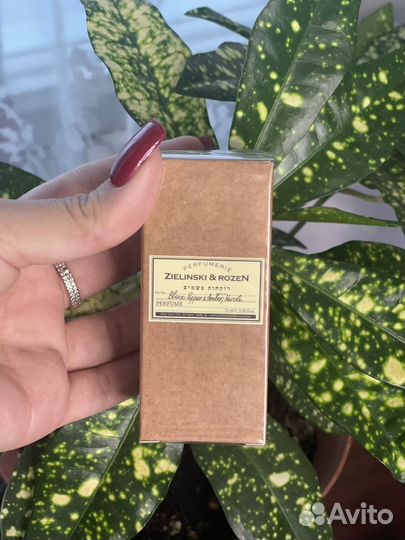 PERFUMERIE
ZIELINSKI & ROZEN
רוקחות בשמים
Black Pepper & Amber, Neroli
PERFUME
Avito